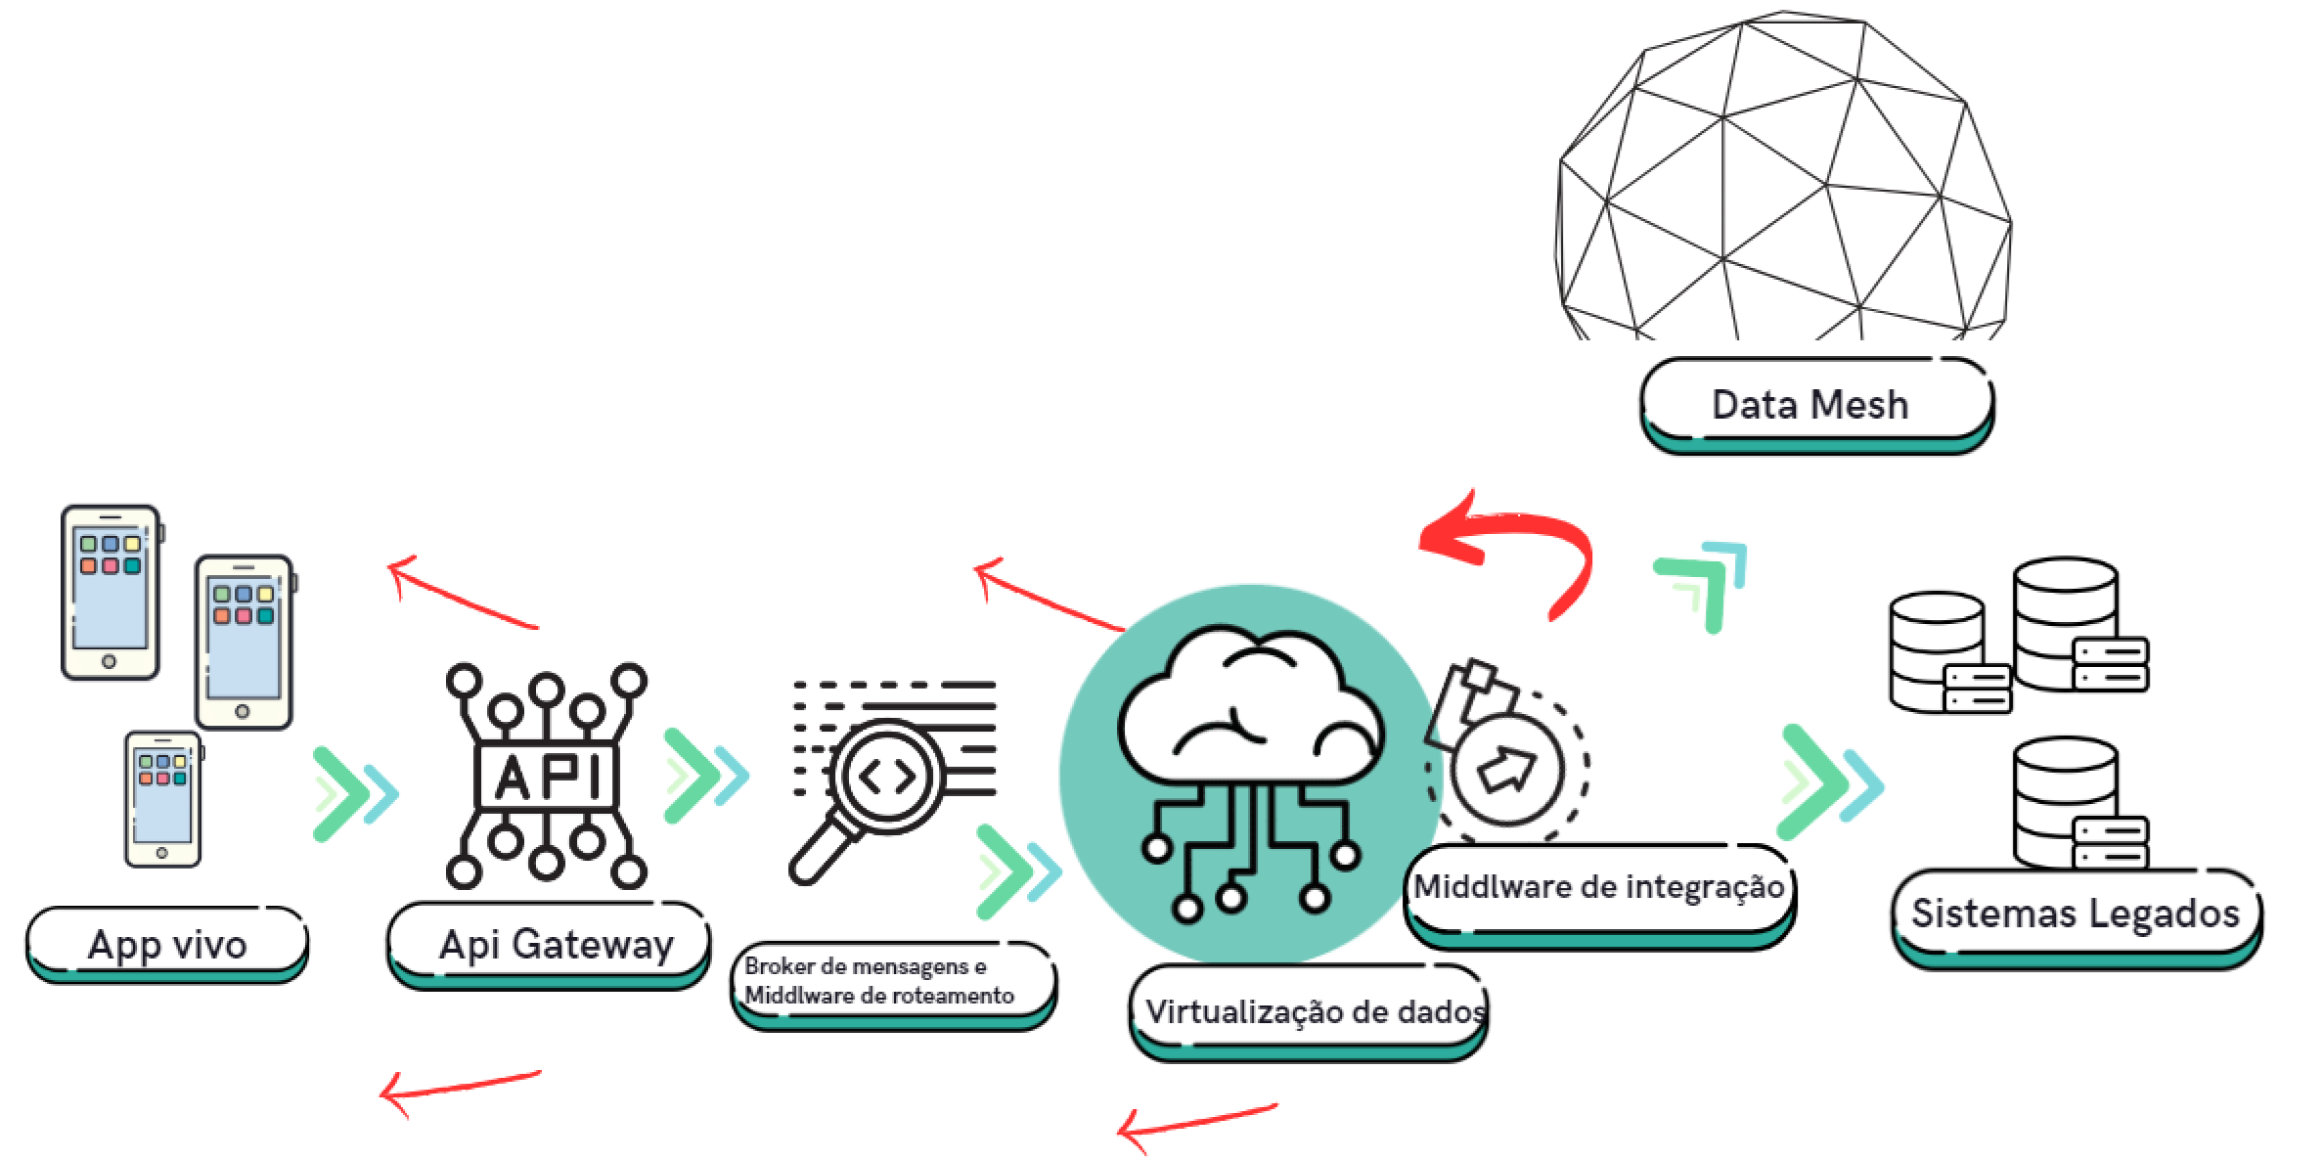 Data Mesh
API
< >
App vivo
Api Gateway
Broker de mensagens e
Middlware de roteamento
Virtualização de dados
Middlware de integração
Sistemas Legados